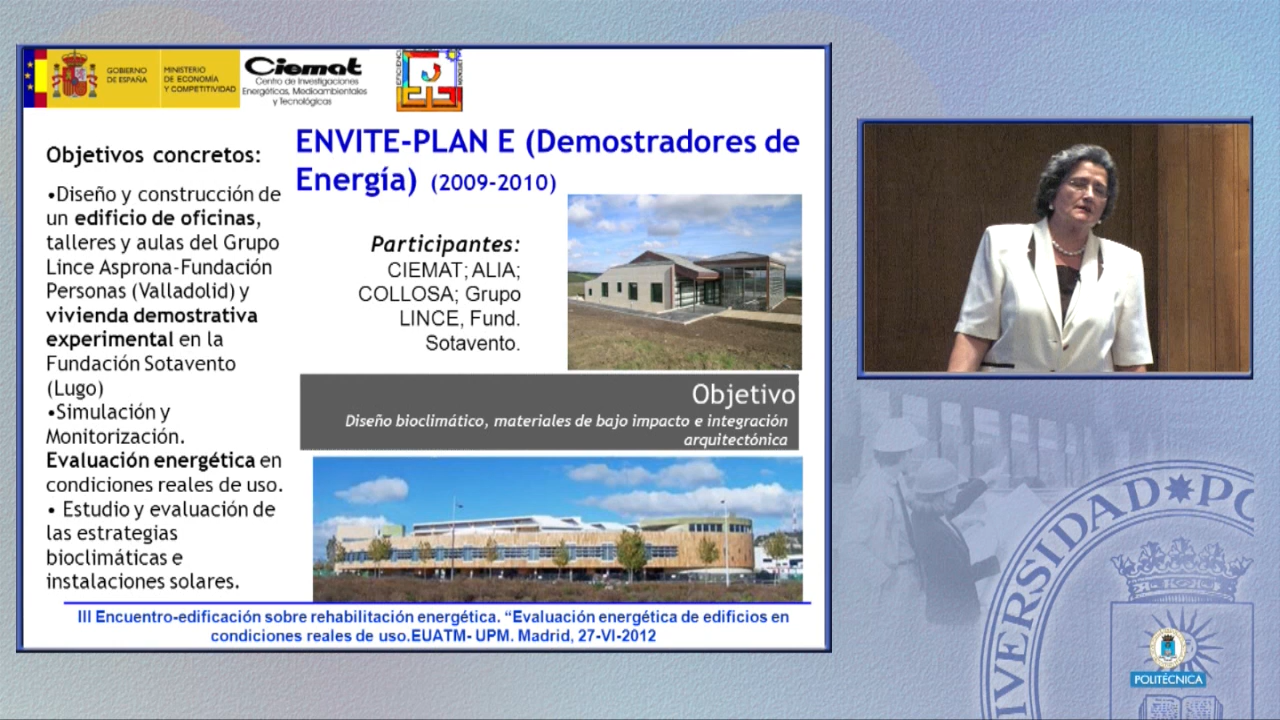 GOBIERNO
DE ESPAÑA
MINISTERIO
DE ECONOMÍA
Y COMPETITIVIDAD
Ciemat
Centro de Investigaciones
Energéticas, Medioambientales
y Tecnológicas
ENVITE-PLAN E (Demostradores de
Energía) (2009-2010)
Objetivos concretos:
•Diseño y construcción de
un edificio de oficinas,
talleres y aulas del Grupo
Lince Asprona-Fundación
Personas (Valladolid) y
vivienda demostrativa
experimental en la
Fundación Sotavento
(Lugo)
•Simulación y
Monitorización.
Evaluación energética en
condiciones reales de uso.
• Estudio y evaluación de
las estrategias
bioclimáticas e
instalaciones solares.
Participantes:
CIEMAT; ALIA;
COLLOSA; Grupo
LINCE, Fund.
Sotavento.
Objetivo
Diseño bioclimático, materiales de bajo impacto e integración
arquitectónica
III Encuentro-edificación sobre rehabilitación energética. “Evaluación energética de edificios en
condiciones reales de uso.EUATM- UPM. Madrid, 27-VI-2012
IVERSIDAD PO
POLITÉCNICA